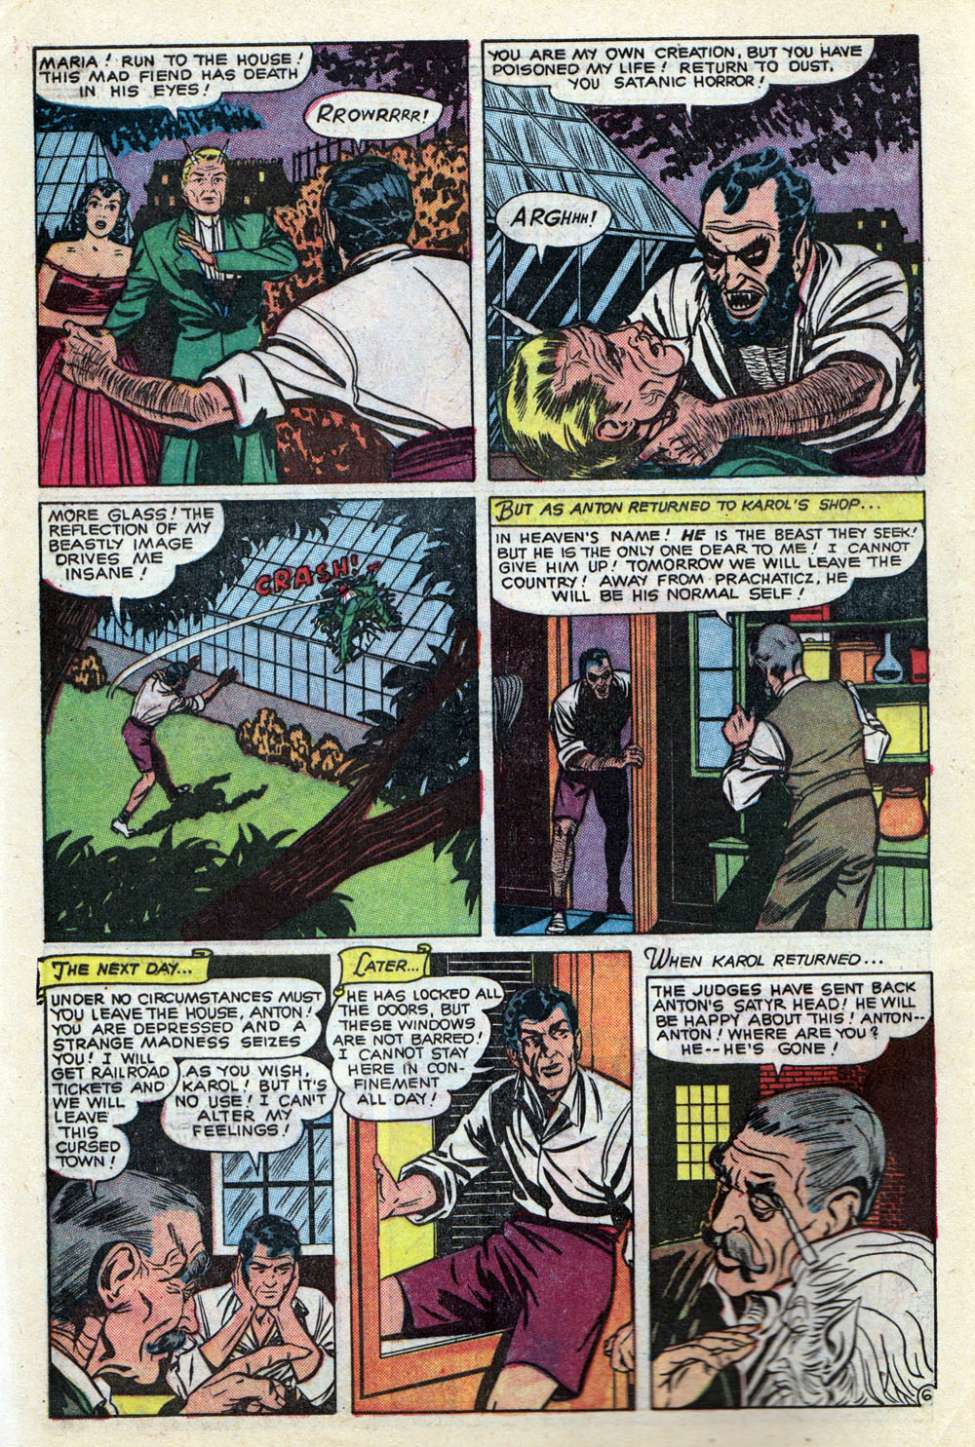 MARIA! RUN TO THE HOUSE!
THIS MAD FIEND HAS DEATH
IN HIS EYES!
RROWRRRR!
YOU ARE MY OWN CREATION, BUT YOU HAVE
POISONED MY LIFE! RETURN TO DUST,
YOU SATANIC HORROR!
ARGHHH!
MORE GLASS! THE
REFLECTION OF MY
BEASTLY IMAGE
DRIVES ME
INSANE!
CRASH!
BUT AS ANTON RETURNED TO KAROL'S SHOP...
IN HEAVEN'S NAME! HE IS THE BEAST THEY SEEK!
BUT HE IS THE ONLY ONE DEAR TO ME! I CANNOT
GIVE HIM UP! TOMORROW WE WILL LEAVE THE
COUNTRY! AWAY FROM PRACHATICZ, HE
WILL BE HIS NORMAL SELF!
THE NEXT DAY...
UNDER NO CIRCUMSTANCES MUST
YOU LEAVE THE HOUSE, ANTON!
YOU ARE DEPRESSED AND A
STRANGE MADNESS SEIZES
YOU! I WILL
GET RAILROAD
TICKETS AND
WE WILL
LEAVE
THIS
CURSED
TOWN!
AS YOU WISH,
KAROL! BUT IT'S
NO USE! I CAN'T
ALTER MY
FEELINGS!
LATER...
HE HAS LOCKED ALL
THE DOORS, BUT
THESE WINDOWS
ARE NOT BARRED!
I CANNOT STAY
HERE IN CON-
FINEMENT
ALL DAY!
WHEN KAROL RETURNED...
THE JUDGES HAVE SENT BACK
ANTON'S SATYR HEAD! HE WILL
BE HAPPY ABOUT THIS! ANTON--
ANTON! WHERE ARE YOU?
HE-- HE'S GONE!
6